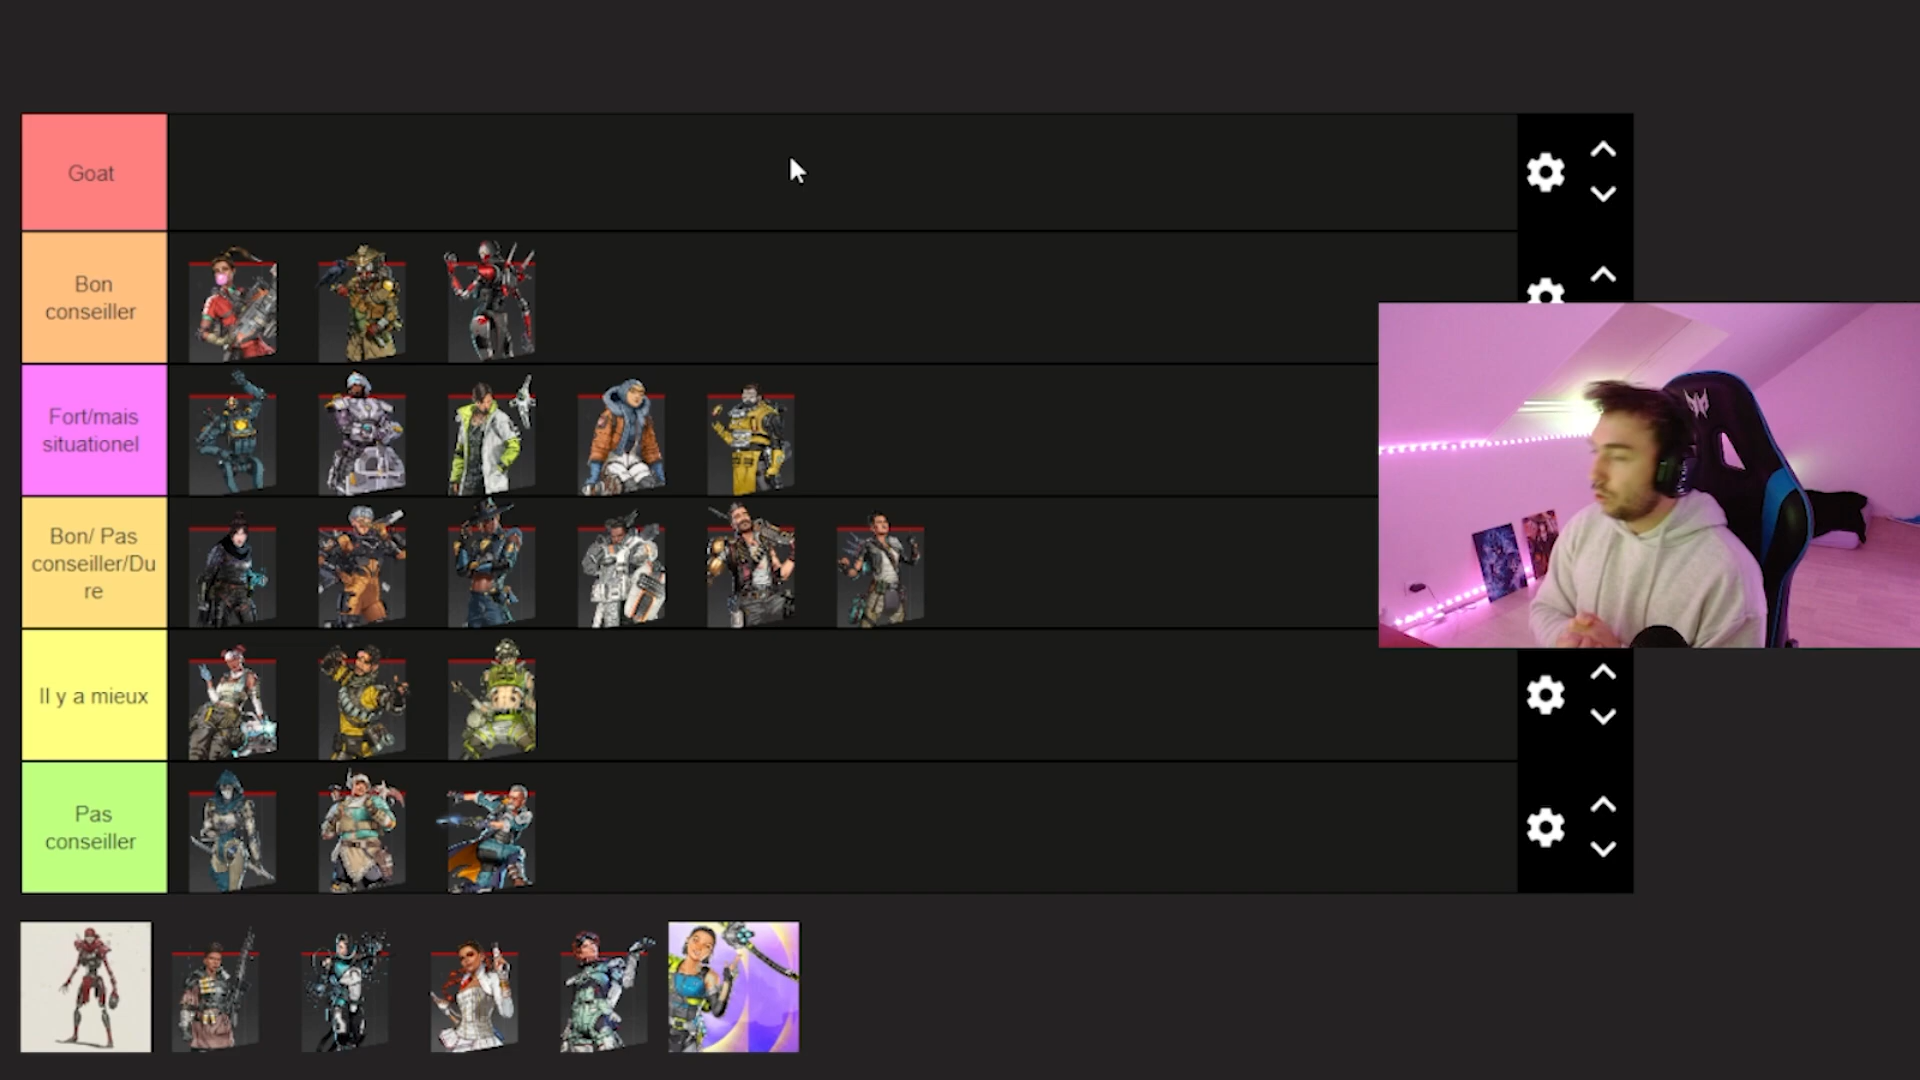 Goat
Bon
conseiller
Fort/mais
situationel
Bon/ Pas
conseiller/Du
re
Il y a mieux
Pas
conseiller